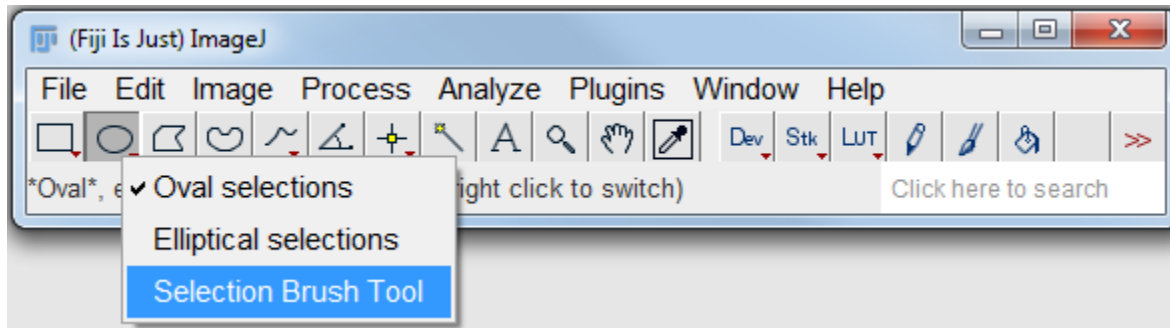 (Fiji Is Just) ImageJ
File Edit Image Process Analyze Plugins Window Help
A Dev Stk LUT >>
*Oval*, right click to switch) Click here to search
Oval selections
Elliptical selections
Selection Brush Tool